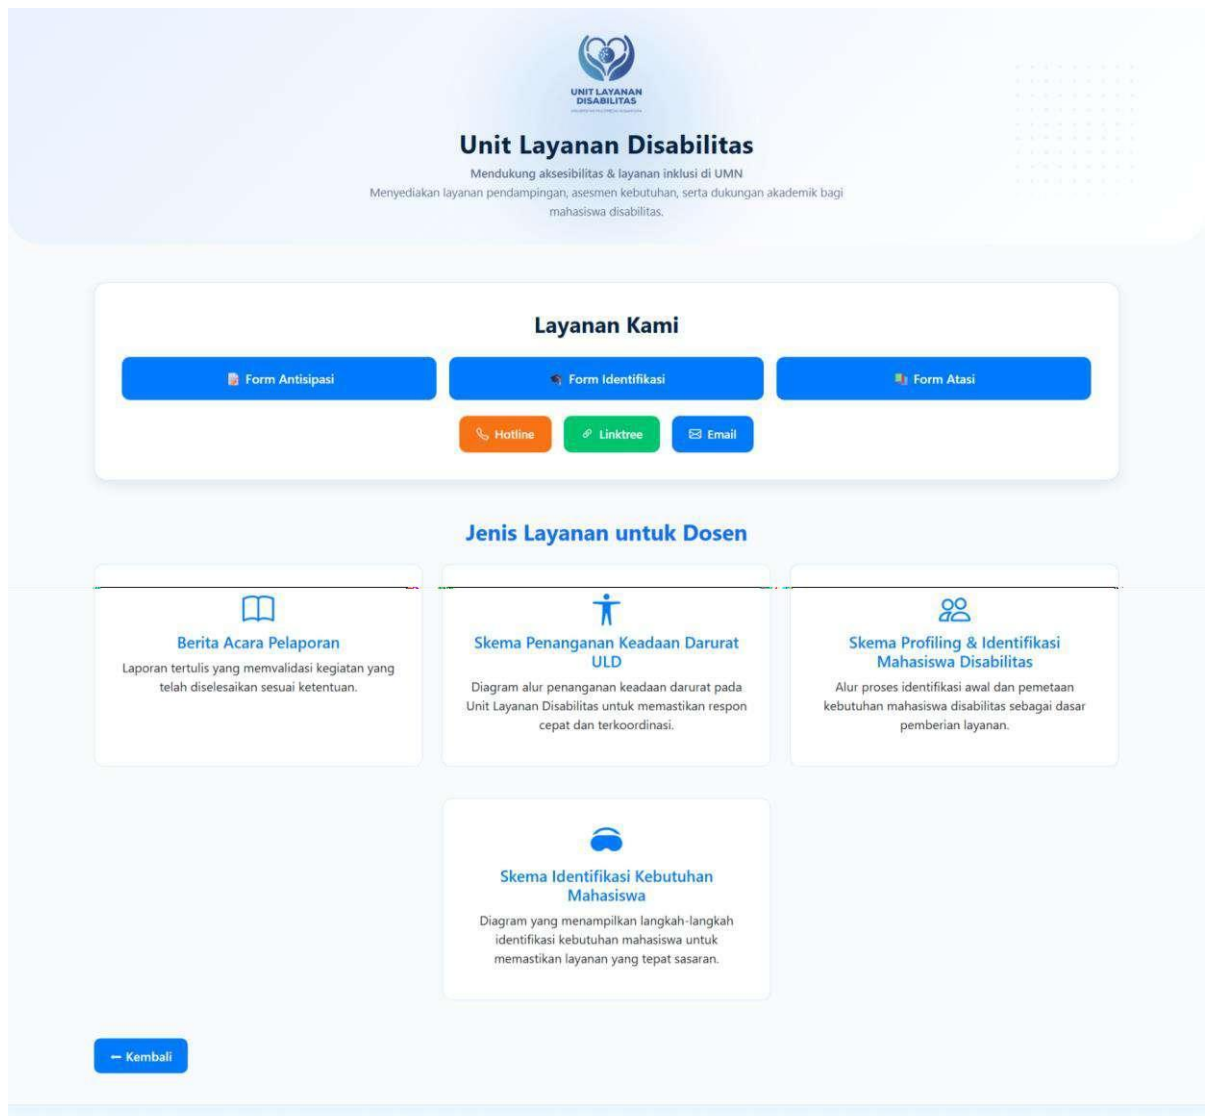 UNIT LAYANAN
DISABILITAS
Unit Layanan Disabilitas
Mendukung aksesibilitas & layanan inklusi di UMN
Menyediakan layanan pendampingan, asesmen kebutuhan, serta dukungan akademik bagi
mahasiswa disabilitas.
Layanan Kami
Form Antisipasi
Form Identifikasi
Form Atasi
Hotline
Linktree
Email
Jenis Layanan untuk Dosen
Berita Acara Pelaporan
Laporan tertulis yang memvalidasi kegiatan yang
telah diselesaikan sesuai ketentuan.
Skema Penanganan Keadaan Darurat
ULD
Diagram alur penanganan keadaan darurat pada
Unit Layanan Disabilitas untuk memastikan respon
cepat dan terkoordinasi.
Skema Profiling & Identifikasi
Mahasiswa Disabilitas
Alur proses identifikasi awal dan pemetaan
kebutuhan mahasiswa disabilitas sebagai dasar
pemberian layanan.
Skema Identifikasi Kebutuhan
Mahasiswa
Diagram yang menampilkan langkah-langkah
identifikasi kebutuhan mahasiswa untuk
memastikan layanan yang tepat sasaran.
← Kembali